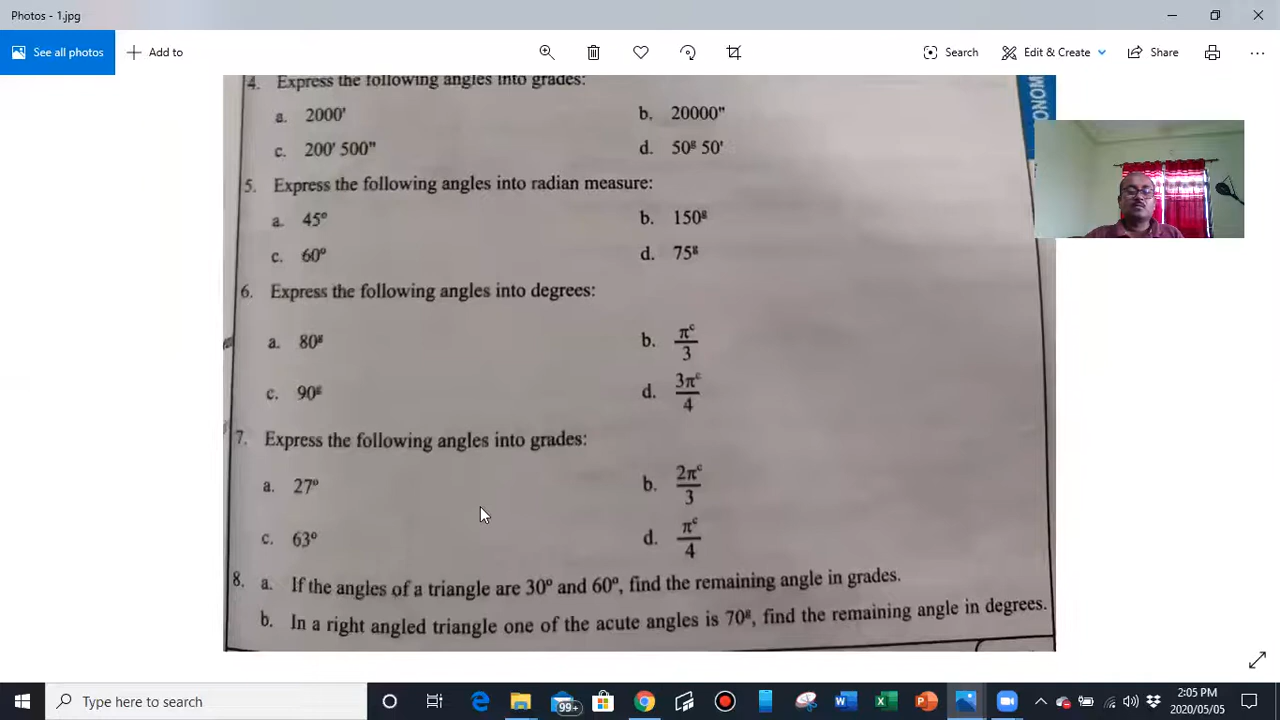 Photos - 1.jpg
See all photos
Add to
Search
Edit & Create
Share
4. Express the following angles into grades:
a. 2000'
b. 20000"
c. 200' 500"
d. 50ᵍ 50'
5. Express the following angles into radian measure:
a. 45°
b. 150ᵍ
c. 60°
d. 75ᵍ
6. Express the following angles into degrees:
a. 80ᵍ
b. πᶜ/3
c. 90ᵍ
d. 3πᶜ/4
7. Express the following angles into grades:
a. 27°
b. 2πᶜ/3
c. 63°
d. πᶜ/4
8. a. If the angles of a triangle are 30° and 60°, find the remaining angle in grades.
b. In a right angled triangle one of the acute angles is 70ᵍ, find the remaining angle in degrees.
Type here to search
99+
2:05 PM
2020/05/05